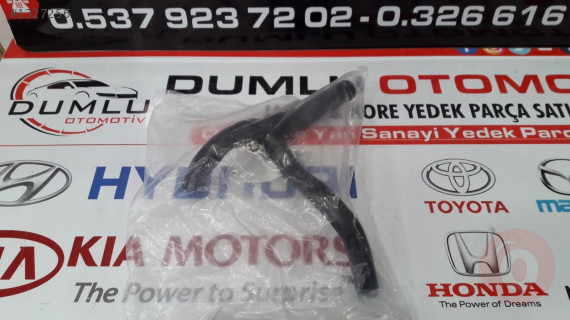 0.537 923 72 02 - 0.326 616
DUMLU
OTOMOTİV
DUMLU OTOMO
ORE YEDEK PARÇA SATI
Sanayi Yedek Parç
HYUNDAI
TOYOTA
KIA MOTORS
The Power to Surprise
HONDA
The Power of Dreams